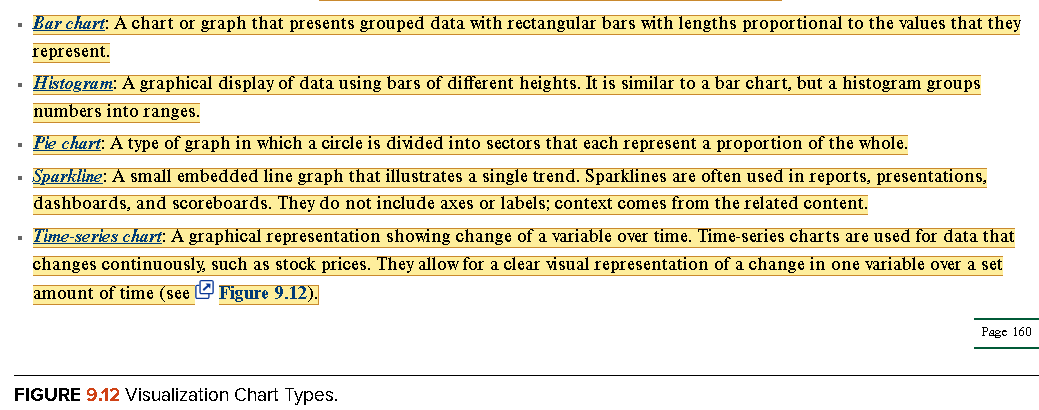 Bar chart: A chart or graph that presents grouped data with rectangular bars with lengths proportional to the values that they
represent.
Histogram: A graphical display of data using bars of different heights. It is similar to a bar chart, but a histogram groups
numbers into ranges.
Pie chart: A type of graph in which a circle is divided into sectors that each represent a proportion of the whole.
Sparkline: A small embedded line graph that illustrates a single trend. Sparklines are often used in reports, presentations,
dashboards, and scoreboards. They do not include axes or labels; context comes from the related content.
Time-series chart: A graphical representation showing change of a variable over time. Time-series charts are used for data that
changes continuously, such as stock prices. They allow for a clear visual representation of a change in one variable over a set
amount of time (see Figure 9.12).
Page 160
FIGURE 9.12 Visualization Chart Types.